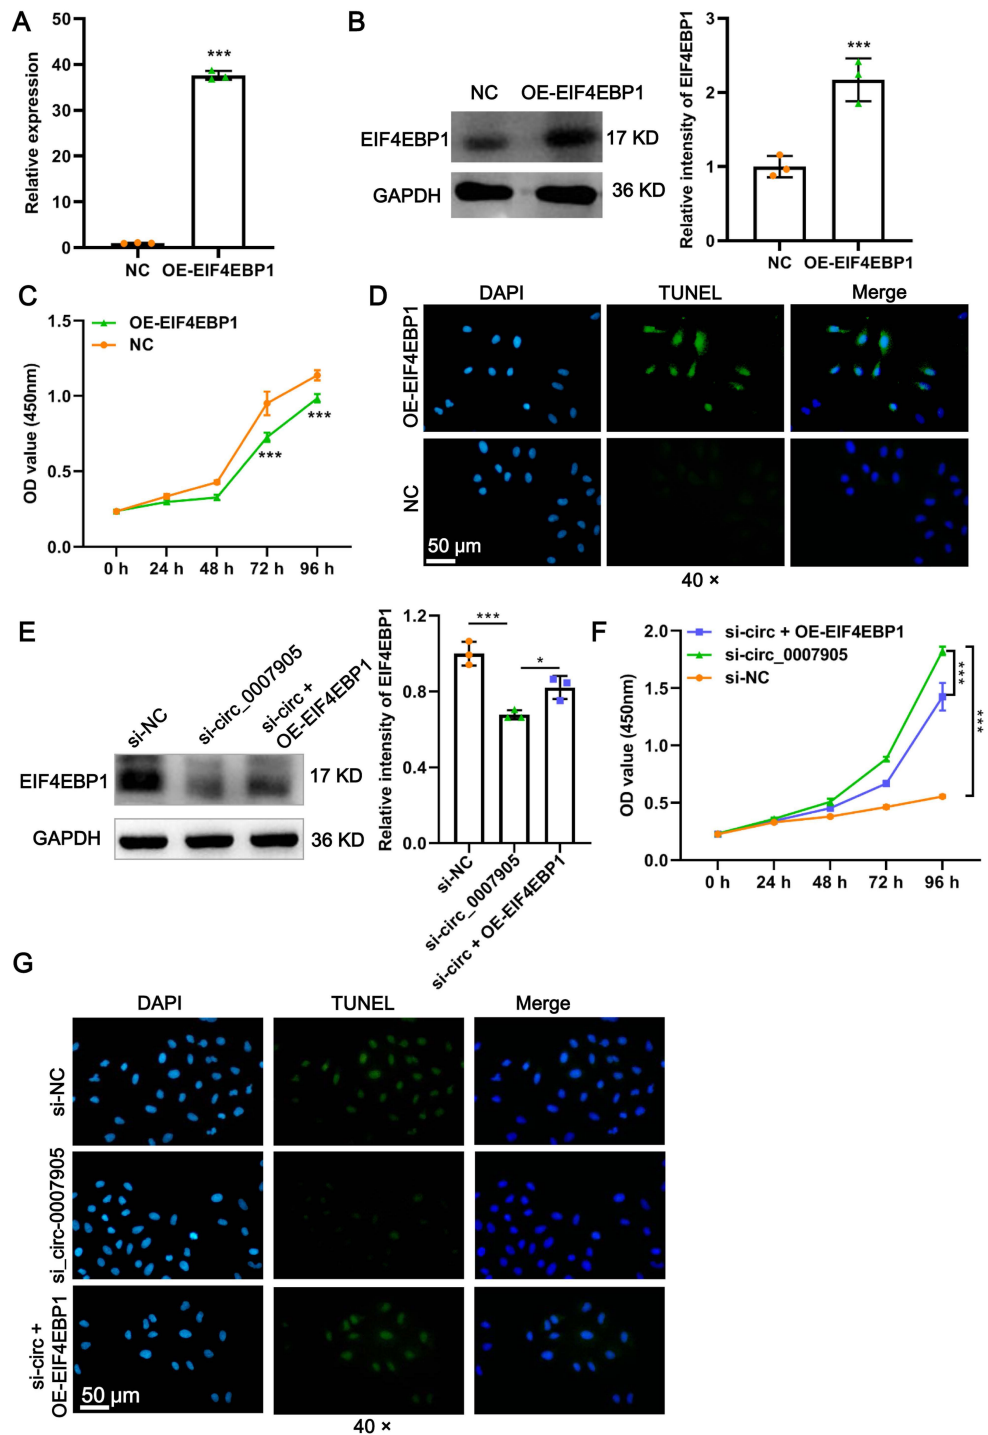 A
Relative expression
50
40
30
20
10
0
***
NC
OE-EIF4EBP1
B
NC
OE-EIF4EBP1
EIF4EBP1
17 KD
GAPDH
36 KD
Relative intensity of EIF4EBP1
3
2
1
0
***
NC
OE-EIF4EBP1
C
OD value (450nm)
1.5
1.0
0.5
0.0
OE-EIF4EBP1
NC
***
***
0 h
24 h
48 h
72 h
96 h
D
DAPI
TUNEL
Merge
OE-EIF4EBP1
NC
50 μm
40 ×
E
si-NC
si-circ_0007905
si-circ +
OE-EIF4EBP1
EIF4EBP1
17 KD
GAPDH
36 KD
Relative intensity of EIF4EBP1
1.2
0.8
0.4
0.0
***
*
si-NC
si-circ_0007905
si-circ + OE-EIF4EBP1
F
OD value (450nm)
2.0
1.5
1.0
0.5
0.0
si-circ + OE-EIF4EBP1
si-circ_0007905
si-NC
***
***
0 h
24 h
48 h
72 h
96 h
G
DAPI
TUNEL
Merge
si-NC
si_circ-0007905
si-circ +
OE-EIF4EBP1
50 μm
40 ×